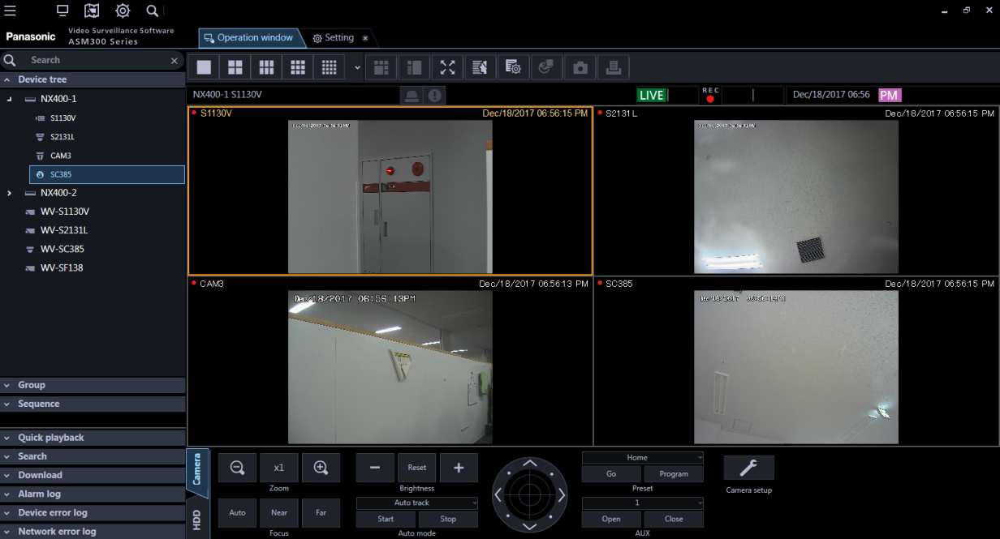 Panasonic
Video Surveillance Software
ASM300 Series
Operation window
Setting
Search
Device tree
NX400-1
S1130V
S2131L
CAM3
SC385
NX400-2
WV-S1130V
WV-S2131L
WV-SC385
WV-SF138
Group
Sequence
Quick playback
Search
Download
Alarm log
Device error log
Network error log
NX400-1 S1130V
LIVE
REC
Dec/18/2017 06:56
PM
S1130V
Dec/18/2017 06:56:15 PM
S2131L
Dec/18/2017 06:56:15 PM
CAM3
Dec/18/2017 06:56:13 PM
Dec/18/2017 06:56:13PM
SC385
Dec/18/2017 06:56:15 PM
Dec/18/2017 06:56:14PM
Camera
HDD
x1
Zoom
Auto
Near
Far
Focus
Reset
Brightness
Auto track
Start
Stop
Auto mode
Home
Go
Program
Preset
1
Open
Close
AUX
Camera setup